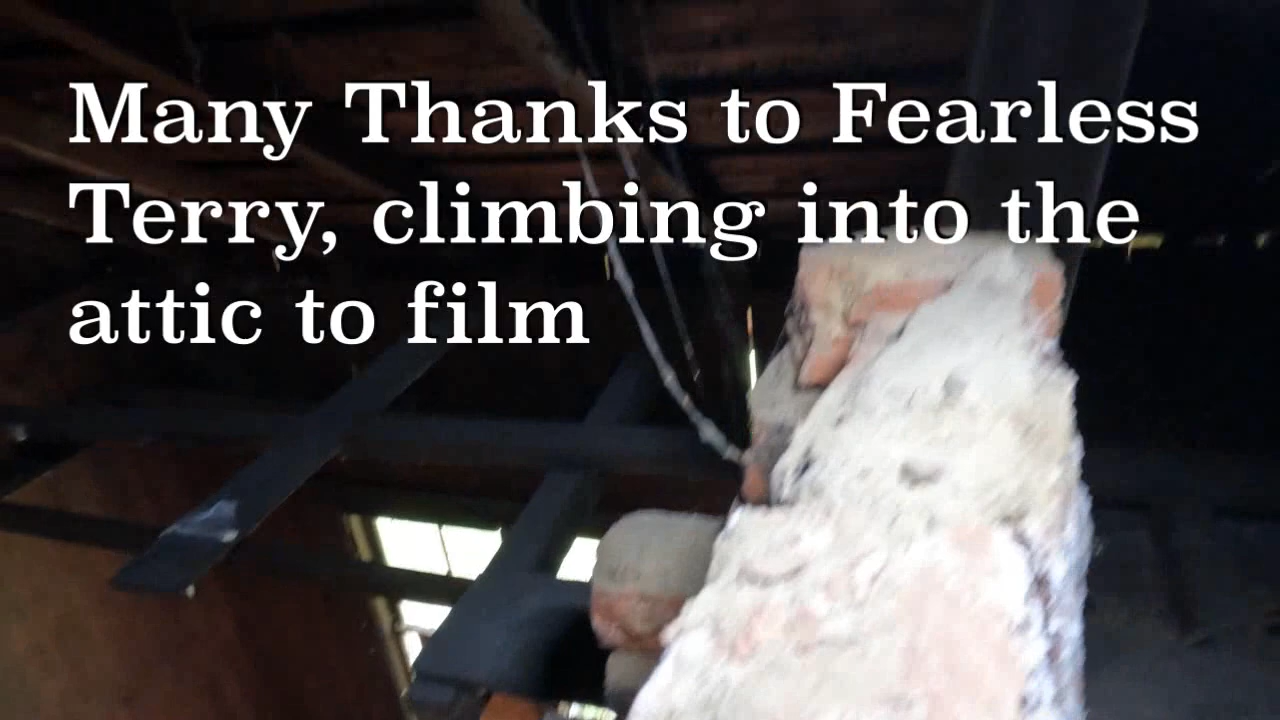 Many Thanks to Fearless
Terry, climbing into the
attic to film